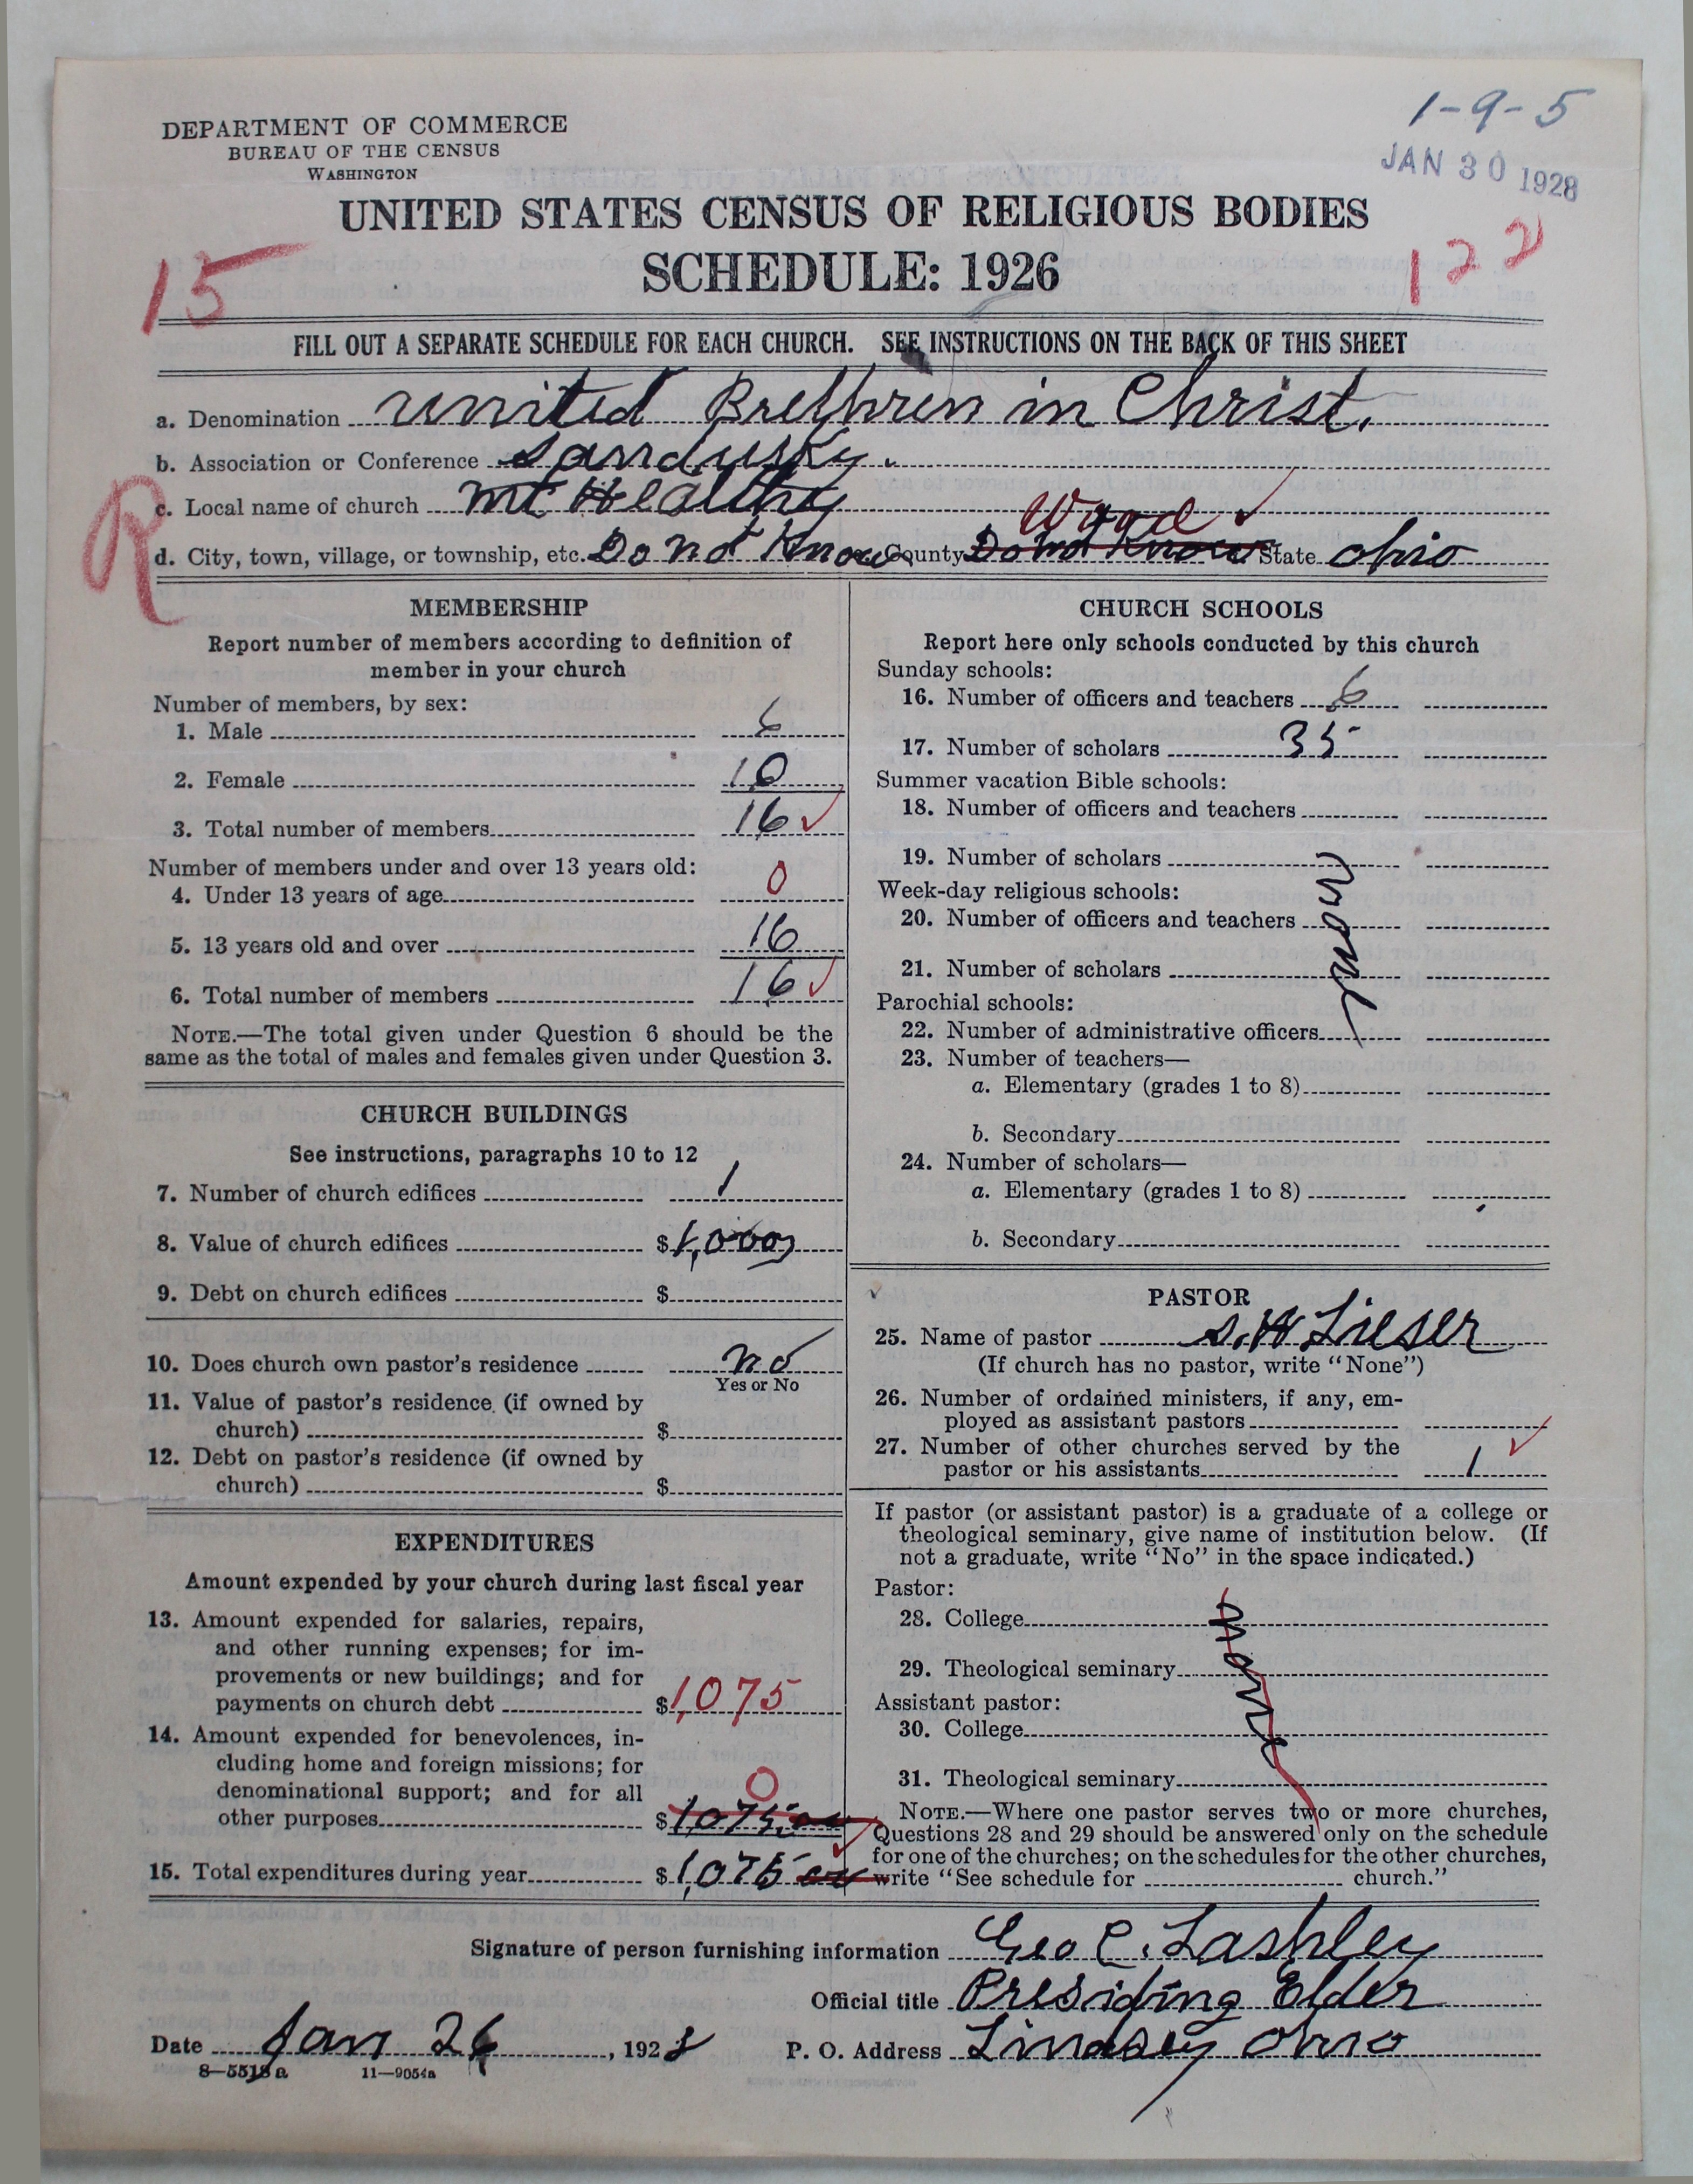 1-9-5
JAN 30 1928
DEPARTMENT OF COMMERCE
BUREAU OF THE CENSUS
WASHINGTON
UNITED STATES CENSUS OF RELIGIOUS BODIES
SCHEDULE: 1926
15
122
FILL OUT A SEPARATE SCHEDULE FOR EACH CHURCH. SEE INSTRUCTIONS ON THE BACK OF THIS SHEET
a. Denomination United Brethren in Christ.
b. Association or Conference Sandusky.
R
c. Local name of church Mt Healthy
Wood ✓
d. City, town, village, or township, etc. Do not Know County Do not Know State Ohio
MEMBERSHIP
Report number of members according to definition of
member in your church
Number of members, by sex:
1. Male 6
2. Female 10
3. Total number of members 16 ✓
Number of members under and over 13 years old:
4. Under 13 years of age 0
5. 13 years old and over 16
6. Total number of members 16 ✓
NOTE.—The total given under Question 6 should be the
same as the total of males and females given under Question 3.
CHURCH BUILDINGS
See instructions, paragraphs 10 to 12
7. Number of church edifices 1
8. Value of church edifices $1,000
9. Debt on church edifices $
10. Does church own pastor's residence no
Yes or No
11. Value of pastor's residence (if owned by
church) $
12. Debt on pastor's residence (if owned by
church) $
EXPENDITURES
Amount expended by your church during last fiscal year
13. Amount expended for salaries, repairs,
and other running expenses; for im-
provements or new buildings; and for
payments on church debt $1,075
14. Amount expended for benevolences, in-
cluding home and foreign missions; for
denominational support; and for all
0
other purposes $1,075.00
15. Total expenditures during year $1,075 00
CHURCH SCHOOLS
Report here only schools conducted by this church
Sunday schools:
16. Number of officers and teachers 6
17. Number of scholars 35
Summer vacation Bible schools:
18. Number of officers and teachers
19. Number of scholars
Week-day religious schools:
20. Number of officers and teachers
none
21. Number of scholars
Parochial schools:
22. Number of administrative officers
23. Number of teachers—
a. Elementary (grades 1 to 8)
b. Secondary
24. Number of scholars—
a. Elementary (grades 1 to 8)
b. Secondary
PASTOR
25. Name of pastor S. W Lieser
(If church has no pastor, write "None")
26. Number of ordained ministers, if any, em-
ployed as assistant pastors
27. Number of other churches served by the
pastor or his assistants 1 ✓
If pastor (or assistant pastor) is a graduate of a college or
theological seminary, give name of institution below. (If
not a graduate, write "No" in the space indicated.)
Pastor:
28. College
29. Theological seminary
none
Assistant pastor:
30. College
31. Theological seminary
NOTE.—Where one pastor serves two or more churches,
Questions 28 and 29 should be answered only on the schedule
for one of the churches; on the schedules for the other churches,
write "See schedule for church."
Signature of person furnishing information Geo C. Lashley
Official title Presiding Elder
Date Jan 26, 1928 P. O. Address Lindsey Ohio
8—5518a 11—9054a